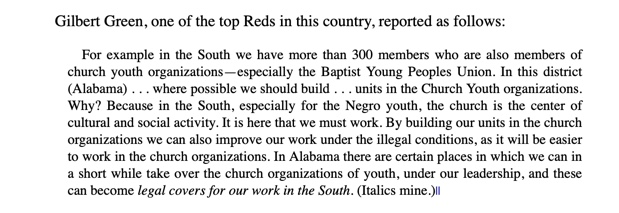 Gilbert Green, one of the top Reds in this country, reported as follows:
For example in the South we have more than 300 members who are also members of
church youth organizations—especially the Baptist Young Peoples Union. In this district
(Alabama) . . . where possible we should build . . . units in the Church Youth organizations.
Why? Because in the South, especially for the Negro youth, the church is the center of
cultural and social activity. It is here that we must work. By building our units in the church
organizations we can also improve our work under the illegal conditions, as it will be easier
to work in the church organizations. In Alabama there are certain places in which we can in
a short while take over the church organizations of youth, under our leadership, and these
can become legal covers for our work in the South. (Italics mine.)||